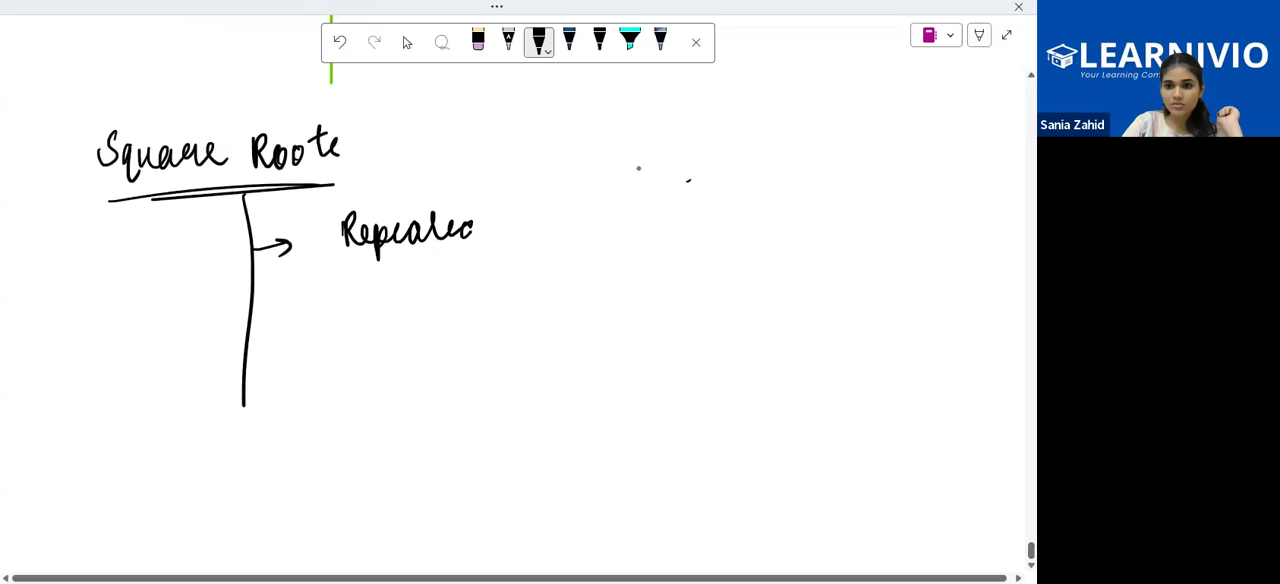 LEARNIVIO
Your Learning Com
Sania Zahid
Square Roots
Repeated